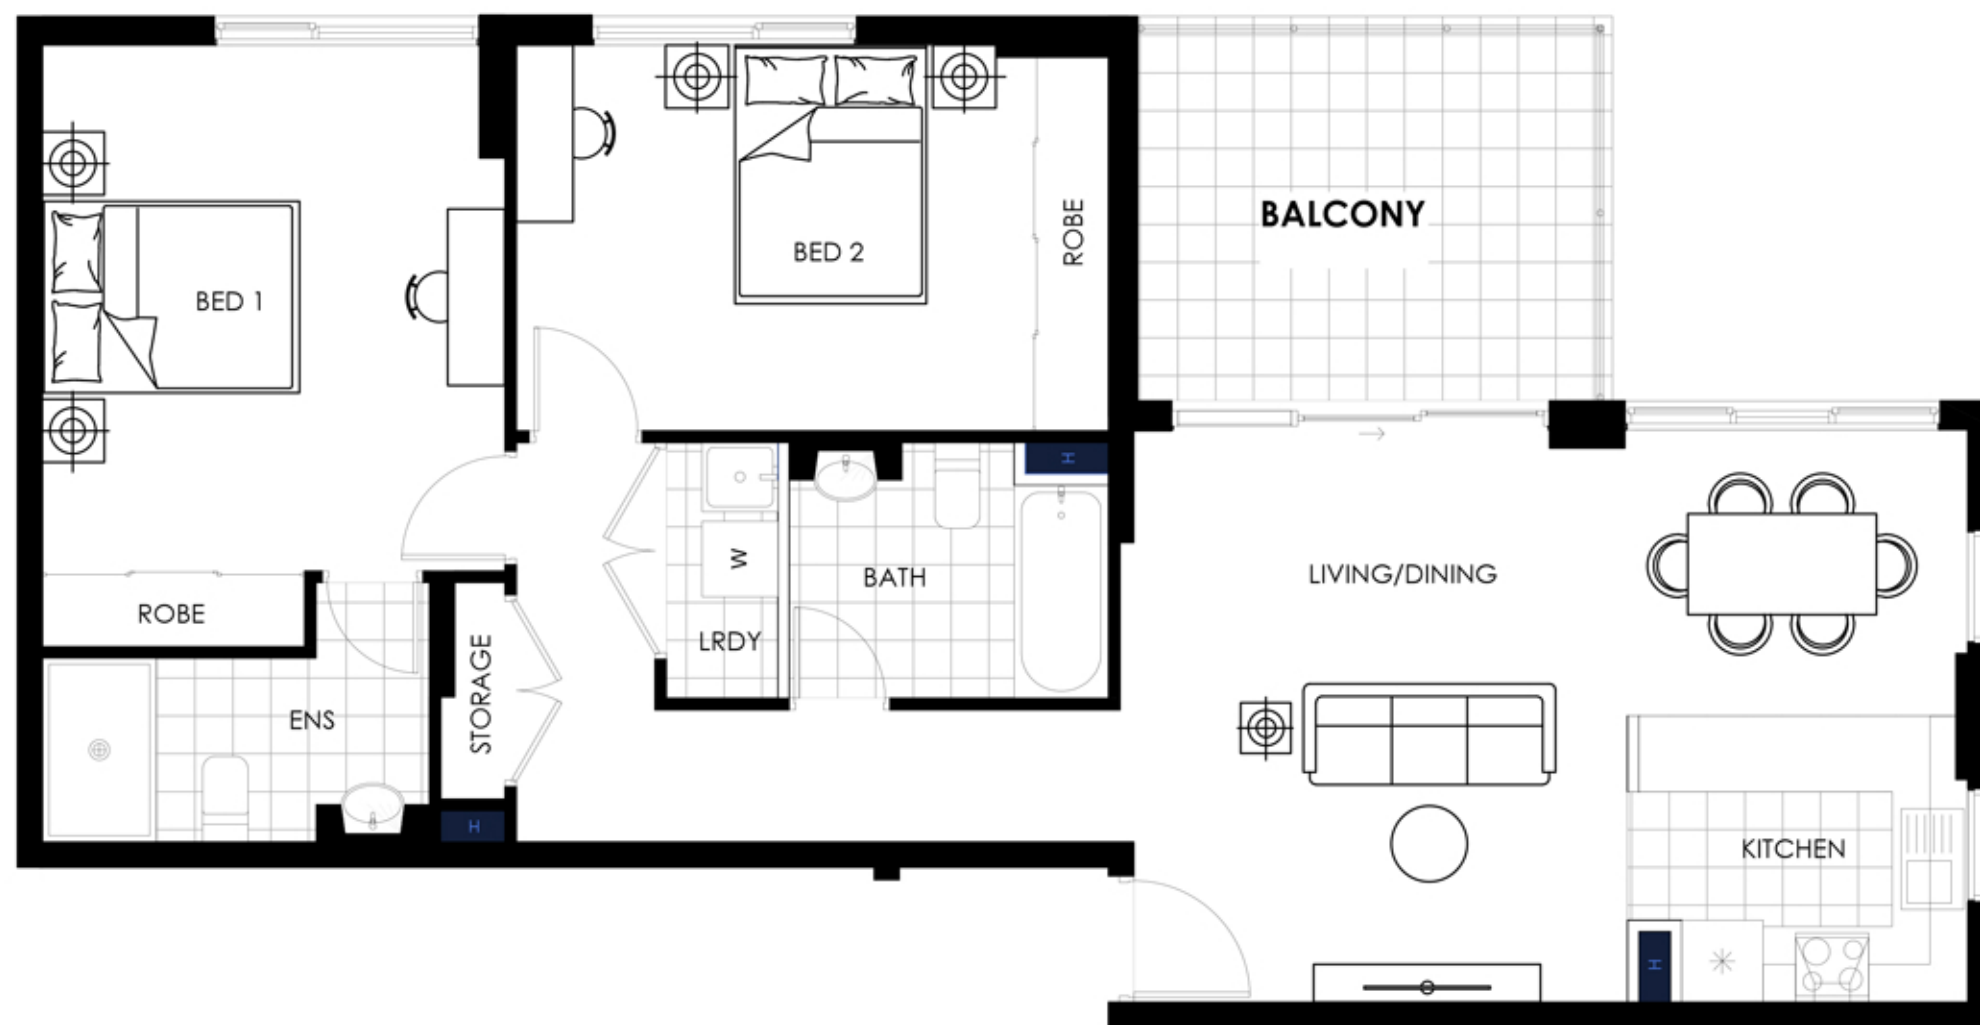 BED 1
BED 2
ROBE
BALCONY
ROBE
ENS
STORAGE
H
W
LRDY
BATH
H
LIVING/DINING
KITCHEN
H